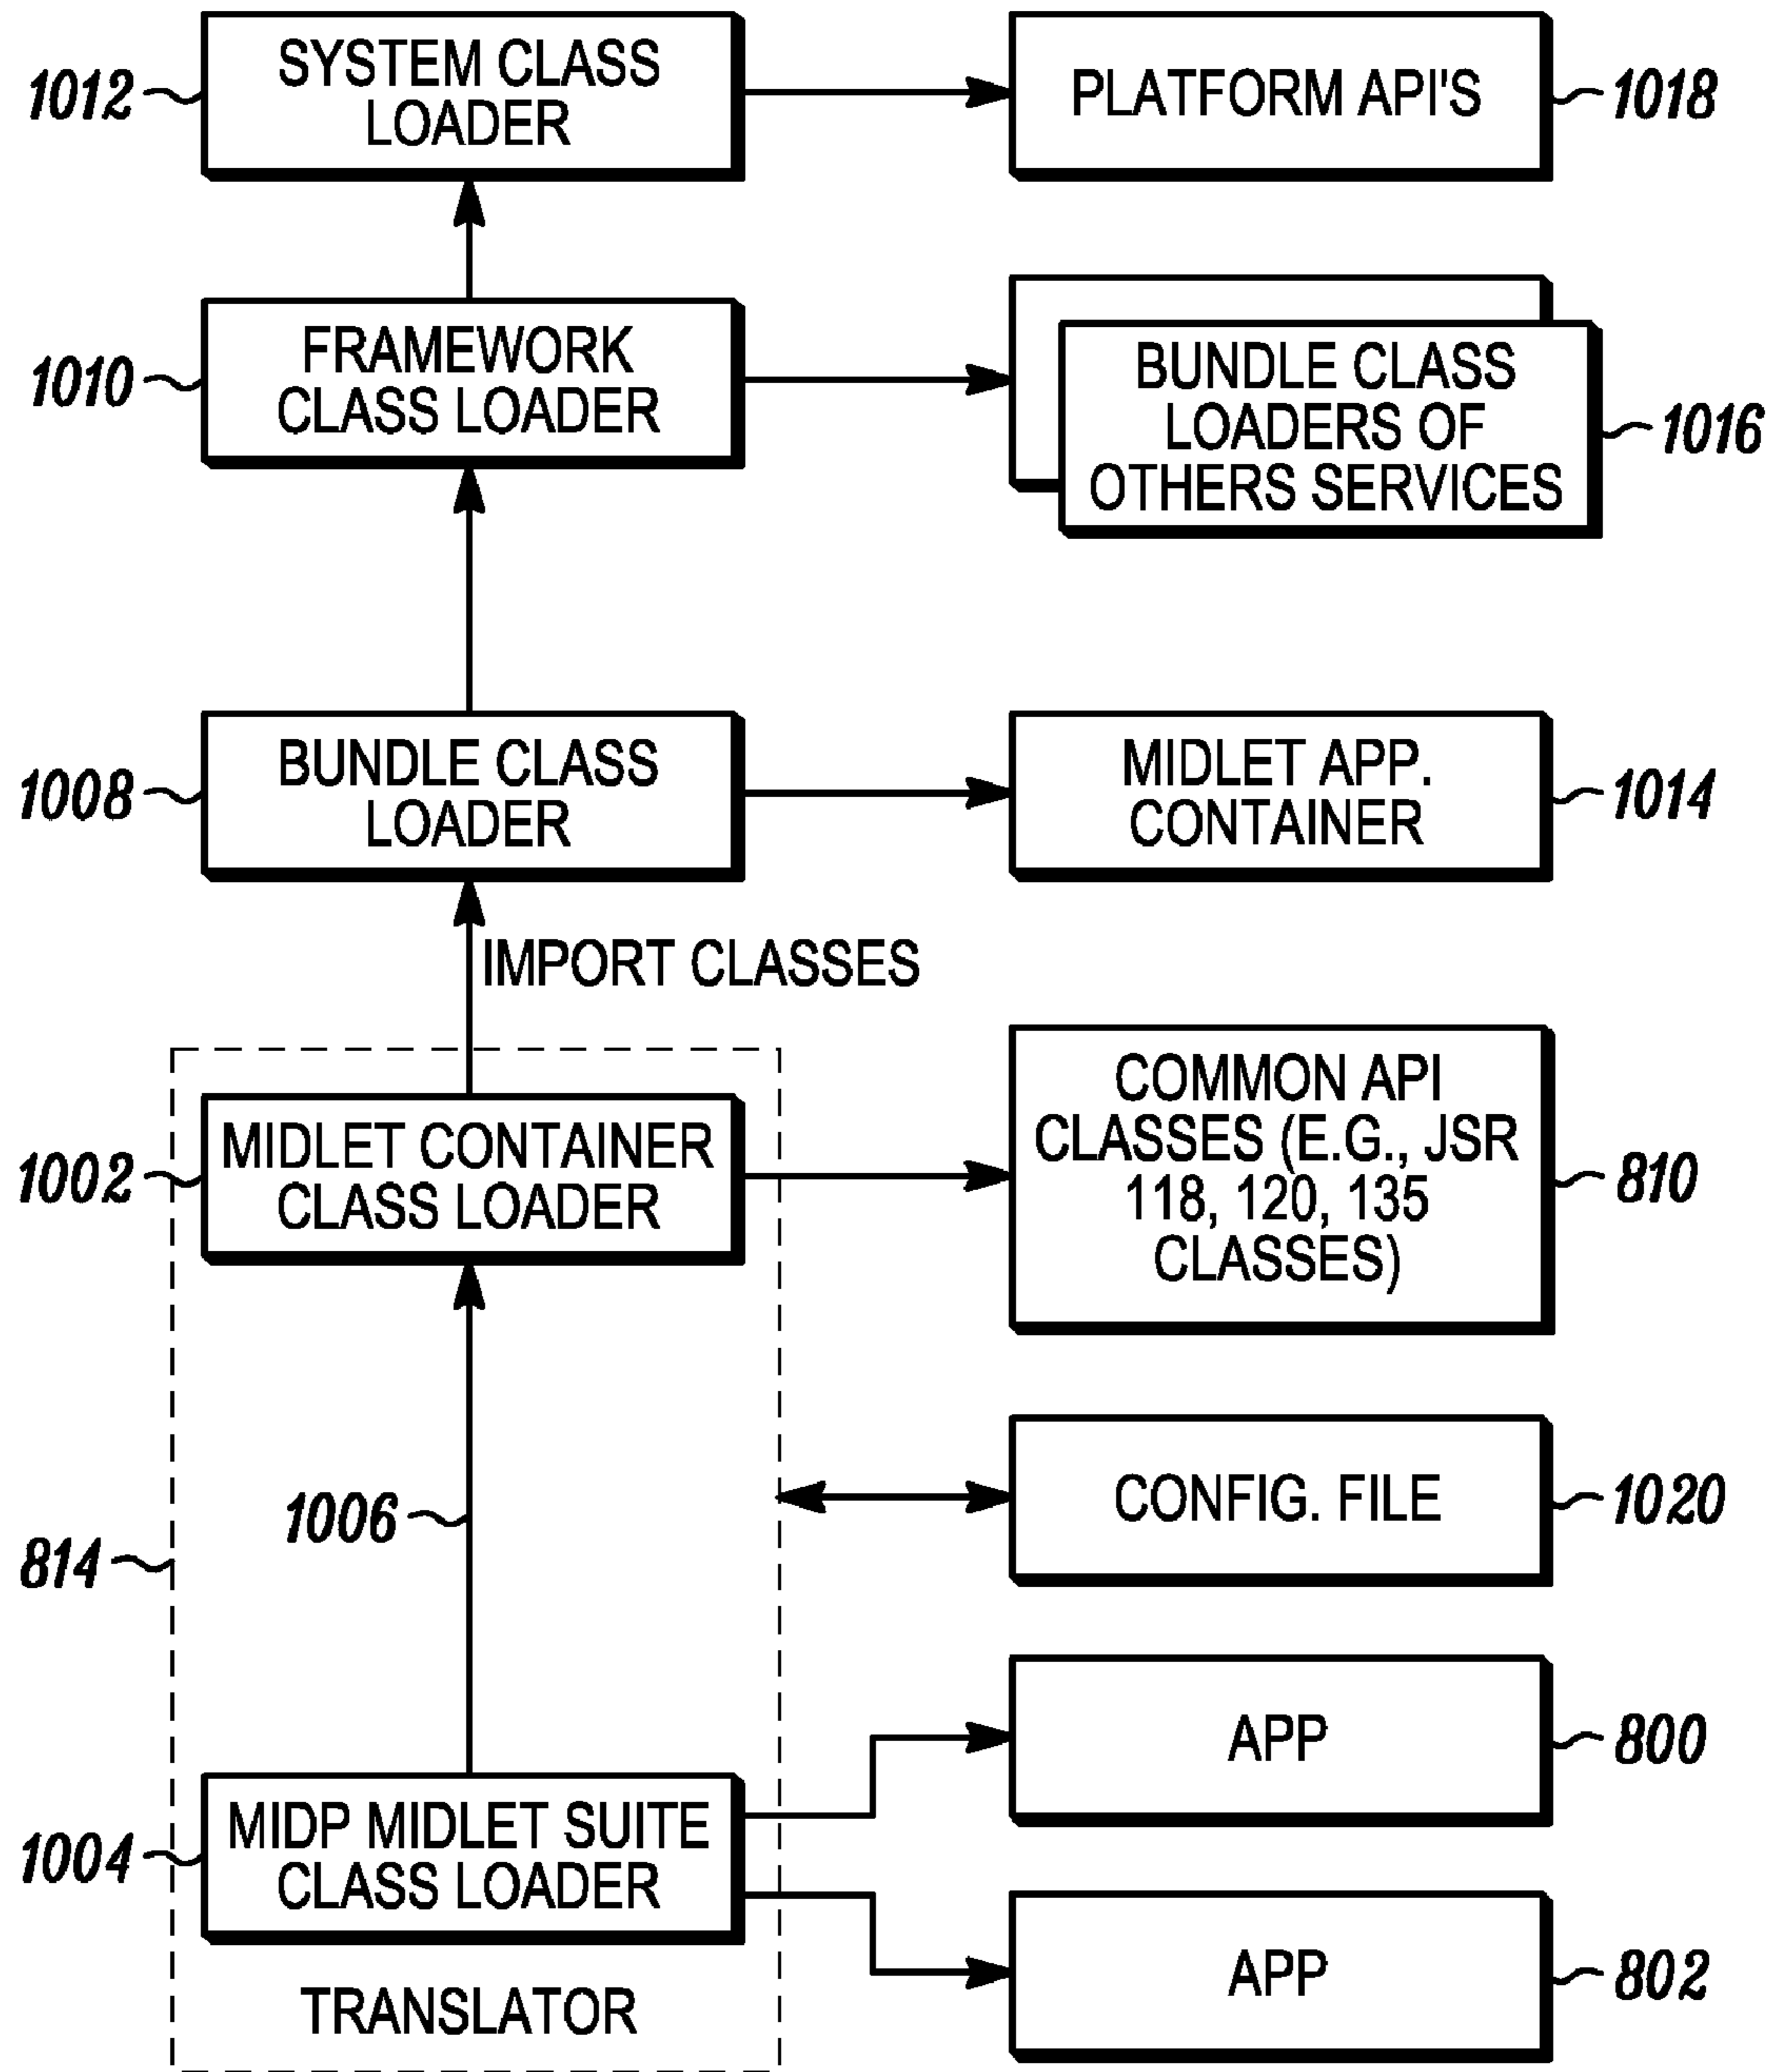 SYSTEM CLASS
LOADER
1012
PLATFORM API'S
1018
FRAMEWORK
CLASS LOADER
1010
BUNDLE CLASS
LOADERS OF
OTHERS SERVICES
1016
BUNDLE CLASS
LOADER
1008
MIDLET APP.
CONTAINER
1014
IMPORT CLASSES
MIDLET CONTAINER
CLASS LOADER
1002
COMMON API
CLASSES (E.G., JSR
118, 120, 135
CLASSES)
810
1006
814
CONFIG. FILE
1020
APP
800
MIDP MIDLET SUITE
CLASS LOADER
1004
APP
802
TRANSLATOR